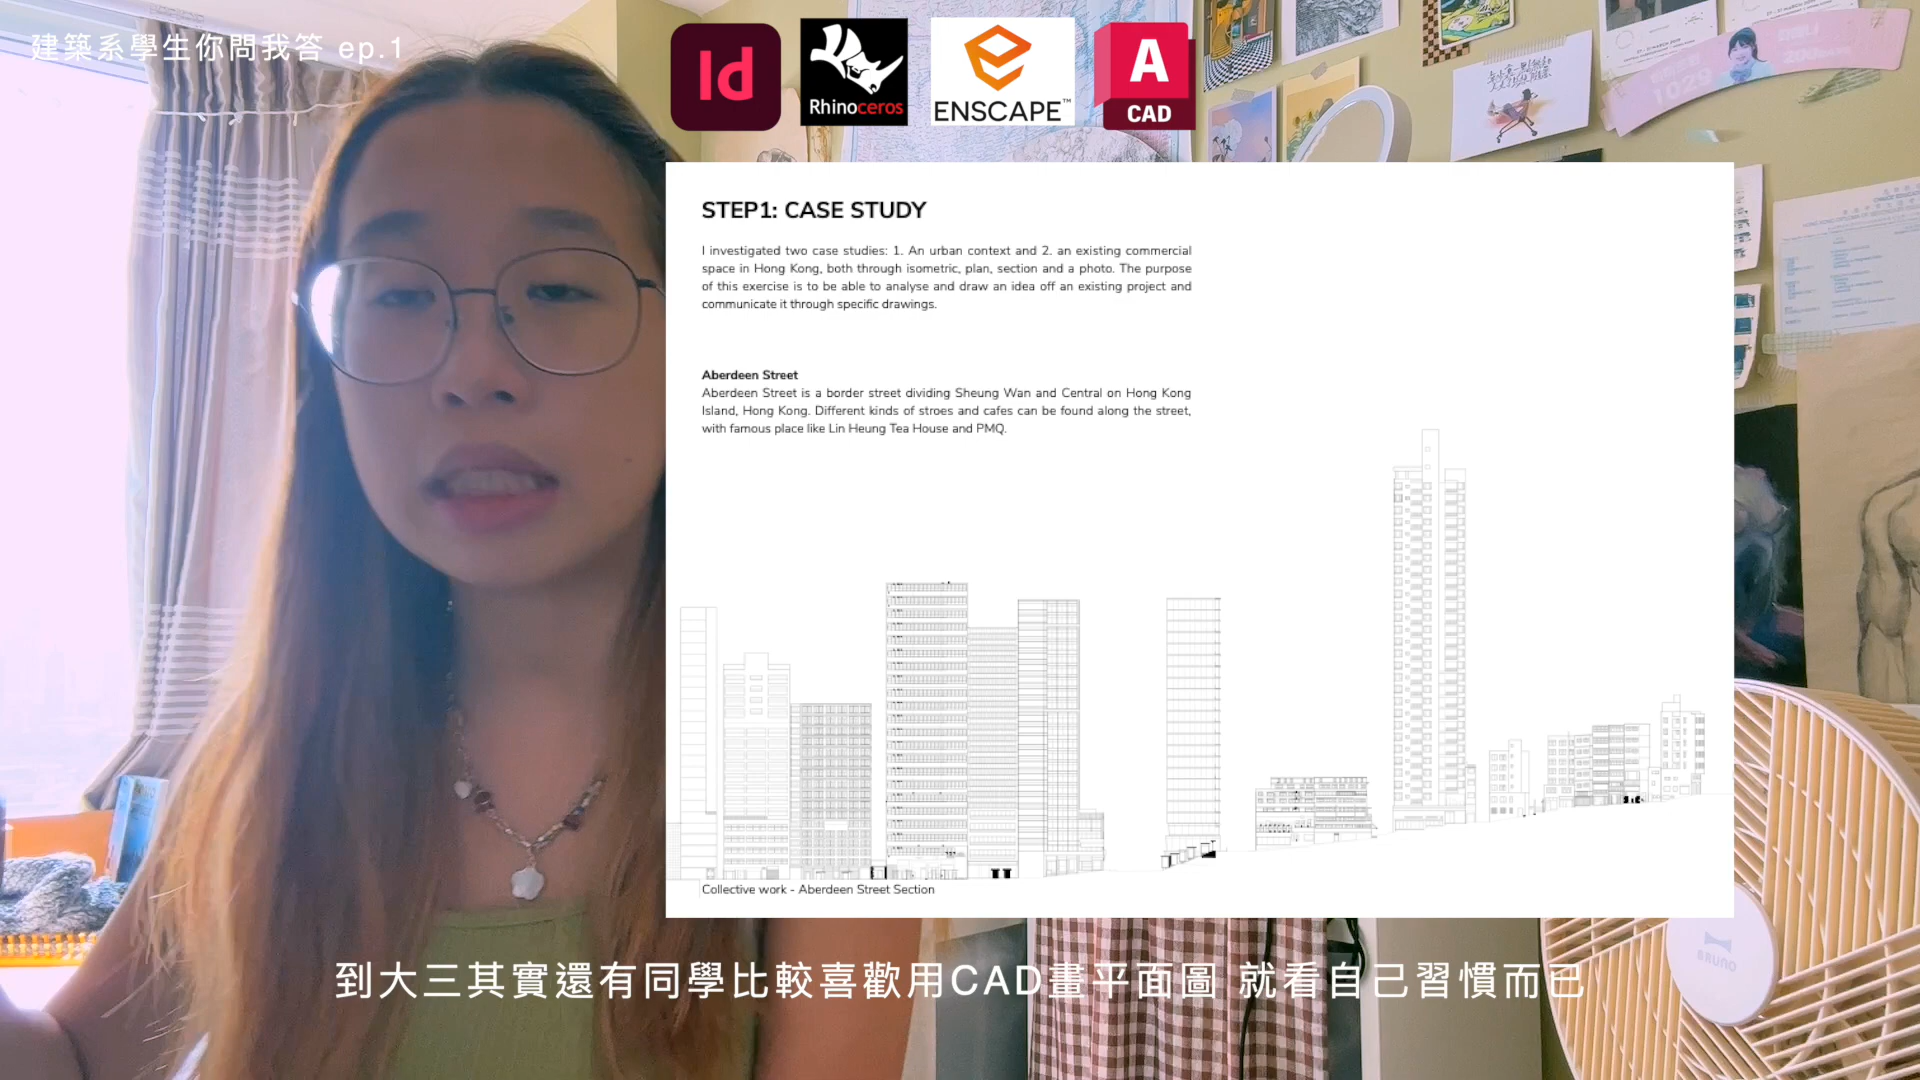 建築系學生你問我答 ep.1
Id
Rhinoceros
ENSCAPE™
A
CAD
1029
STEP1: CASE STUDY
I investigated two case studies: 1. An urban context and 2. an existing commercial
space in Hong Kong, both through isometric, plan, section and a photo. The purpose
of this exercise is to be able to analyse and draw an idea off an existing project and
communicate it through specific drawings.
Aberdeen Street
Aberdeen Street is a border street dividing Sheung Wan and Central on Hong Kong
Island, Hong Kong. Different kinds of stroes and cafes can be found along the street,
with famous place like Lin Heung Tea House and PMQ.
Collective work - Aberdeen Street Section
BRUNO
到大三其實還有同學比較喜歡用CAD畫平面圖 就看自己習慣而已